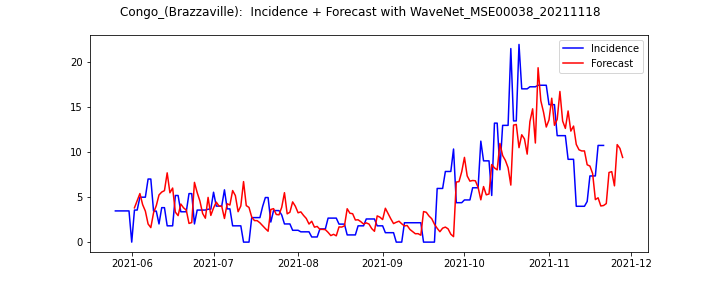 Congo_(Brazzaville):  Incidence + Forecast with WaveNet_MSE00038_20211118
Incidence
Forecast
20
15
10
5
0
2021-06 2021-07 2021-08 2021-09 2021-10 2021-11 2021-12